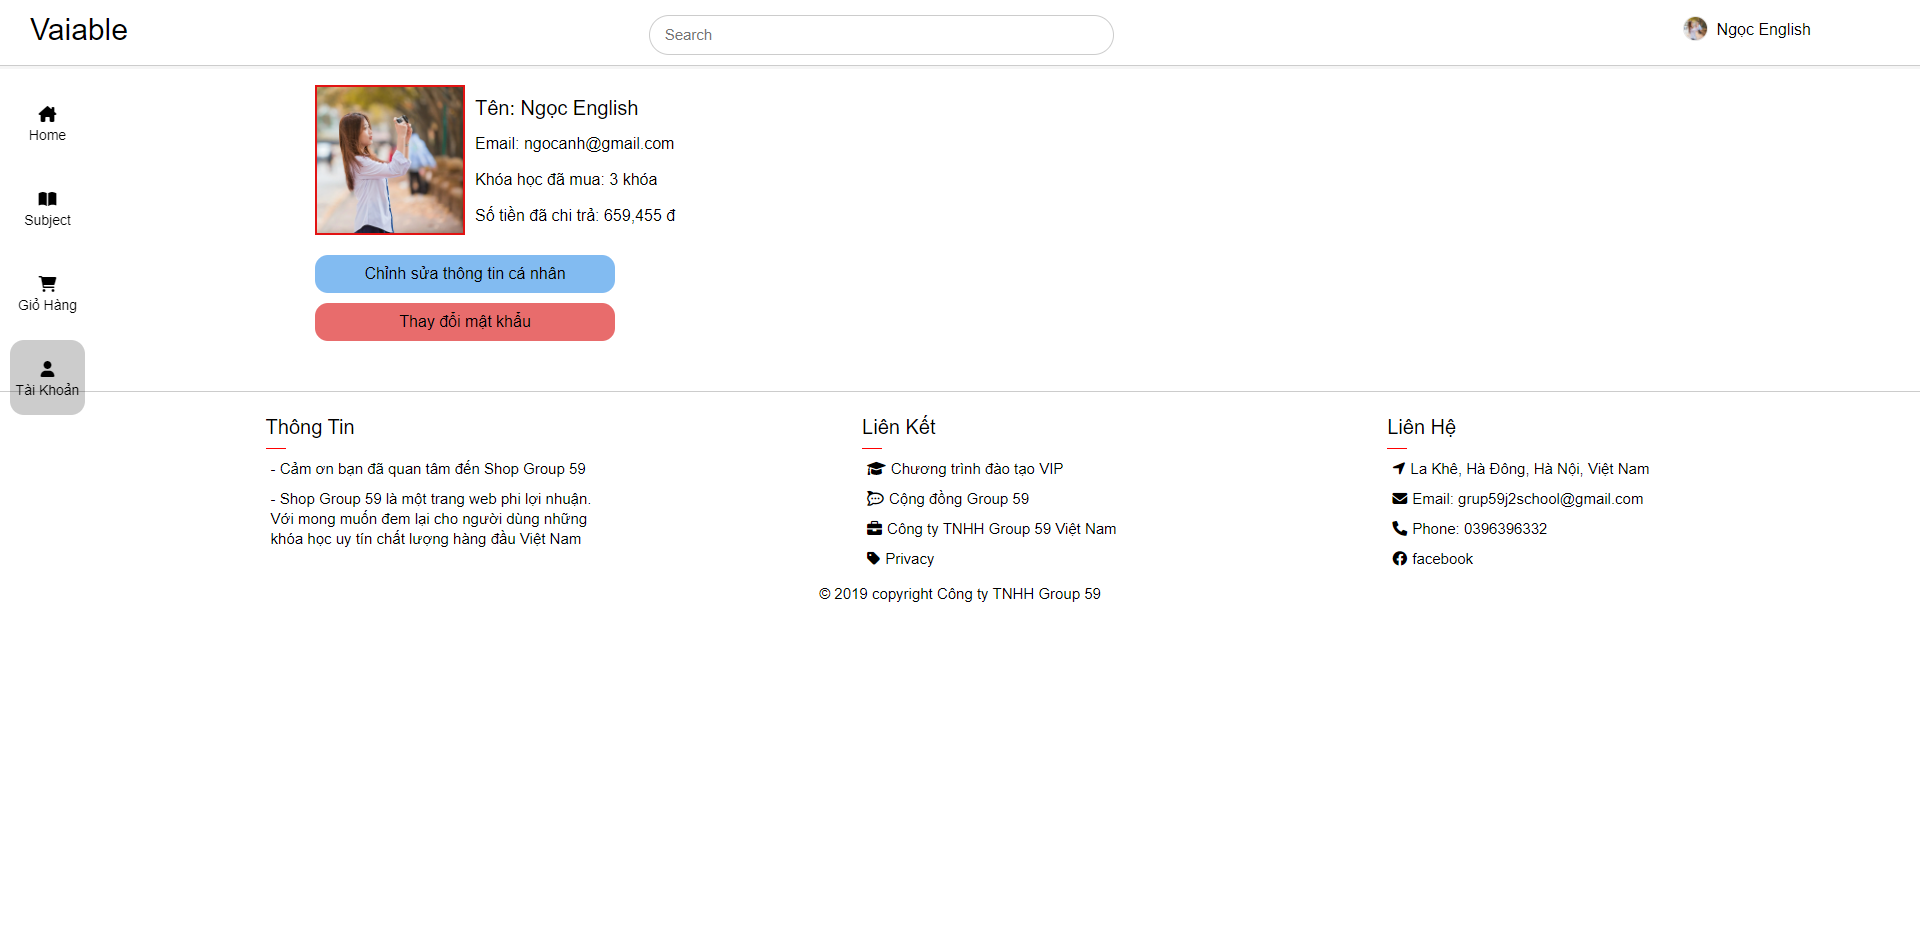 Vaiable
Search
Ngọc English
Home
Subject
Giỏ Hàng
Tài Khoản
Tên: Ngọc English
Email: ngocanh@gmail.com
Khóa học đã mua: 3 khóa
Số tiền đã chi trả: 659,455 đ
Chỉnh sửa thông tin cá nhân
Thay đổi mật khẩu
Thông Tin
- Cảm ơn bạn đã quan tâm đến Shop Group 59
- Shop Group 59 là một trang web phi lợi nhuận.
Với mong muốn đem lại cho người dùng những
khóa học uy tín chất lượng hàng đầu Việt Nam
Liên Kết
Chương trình đào tạo VIP
Cộng đồng Group 59
Công ty TNHH Group 59 Việt Nam
Privacy
Liên Hệ
La Khê, Hà Đông, Hà Nội, Việt Nam
Email: grup59j2school@gmail.com
Phone: 0396396332
facebook
© 2019 copyright Công ty TNHH Group 59